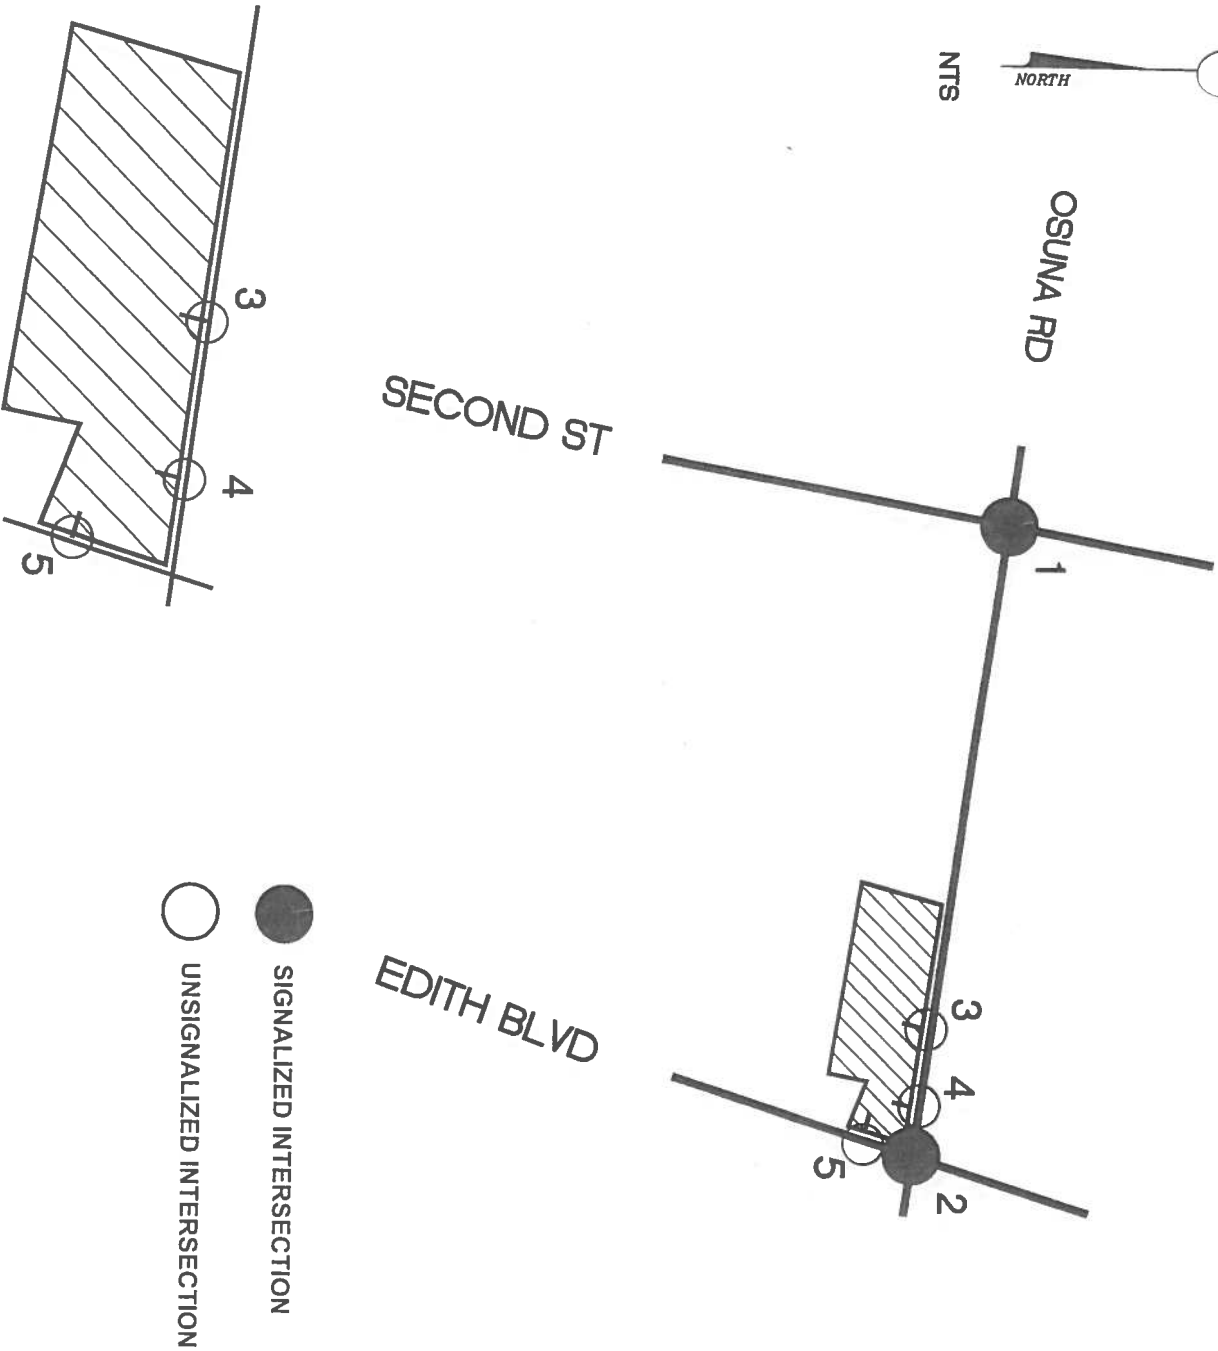 NORTH
NTS
OSUNA RD
SECOND ST
1
3
4
2
5
EDITH BLVD
3
4
5
SIGNALIZED INTERSECTION
UNSIGNALIZED INTERSECTION